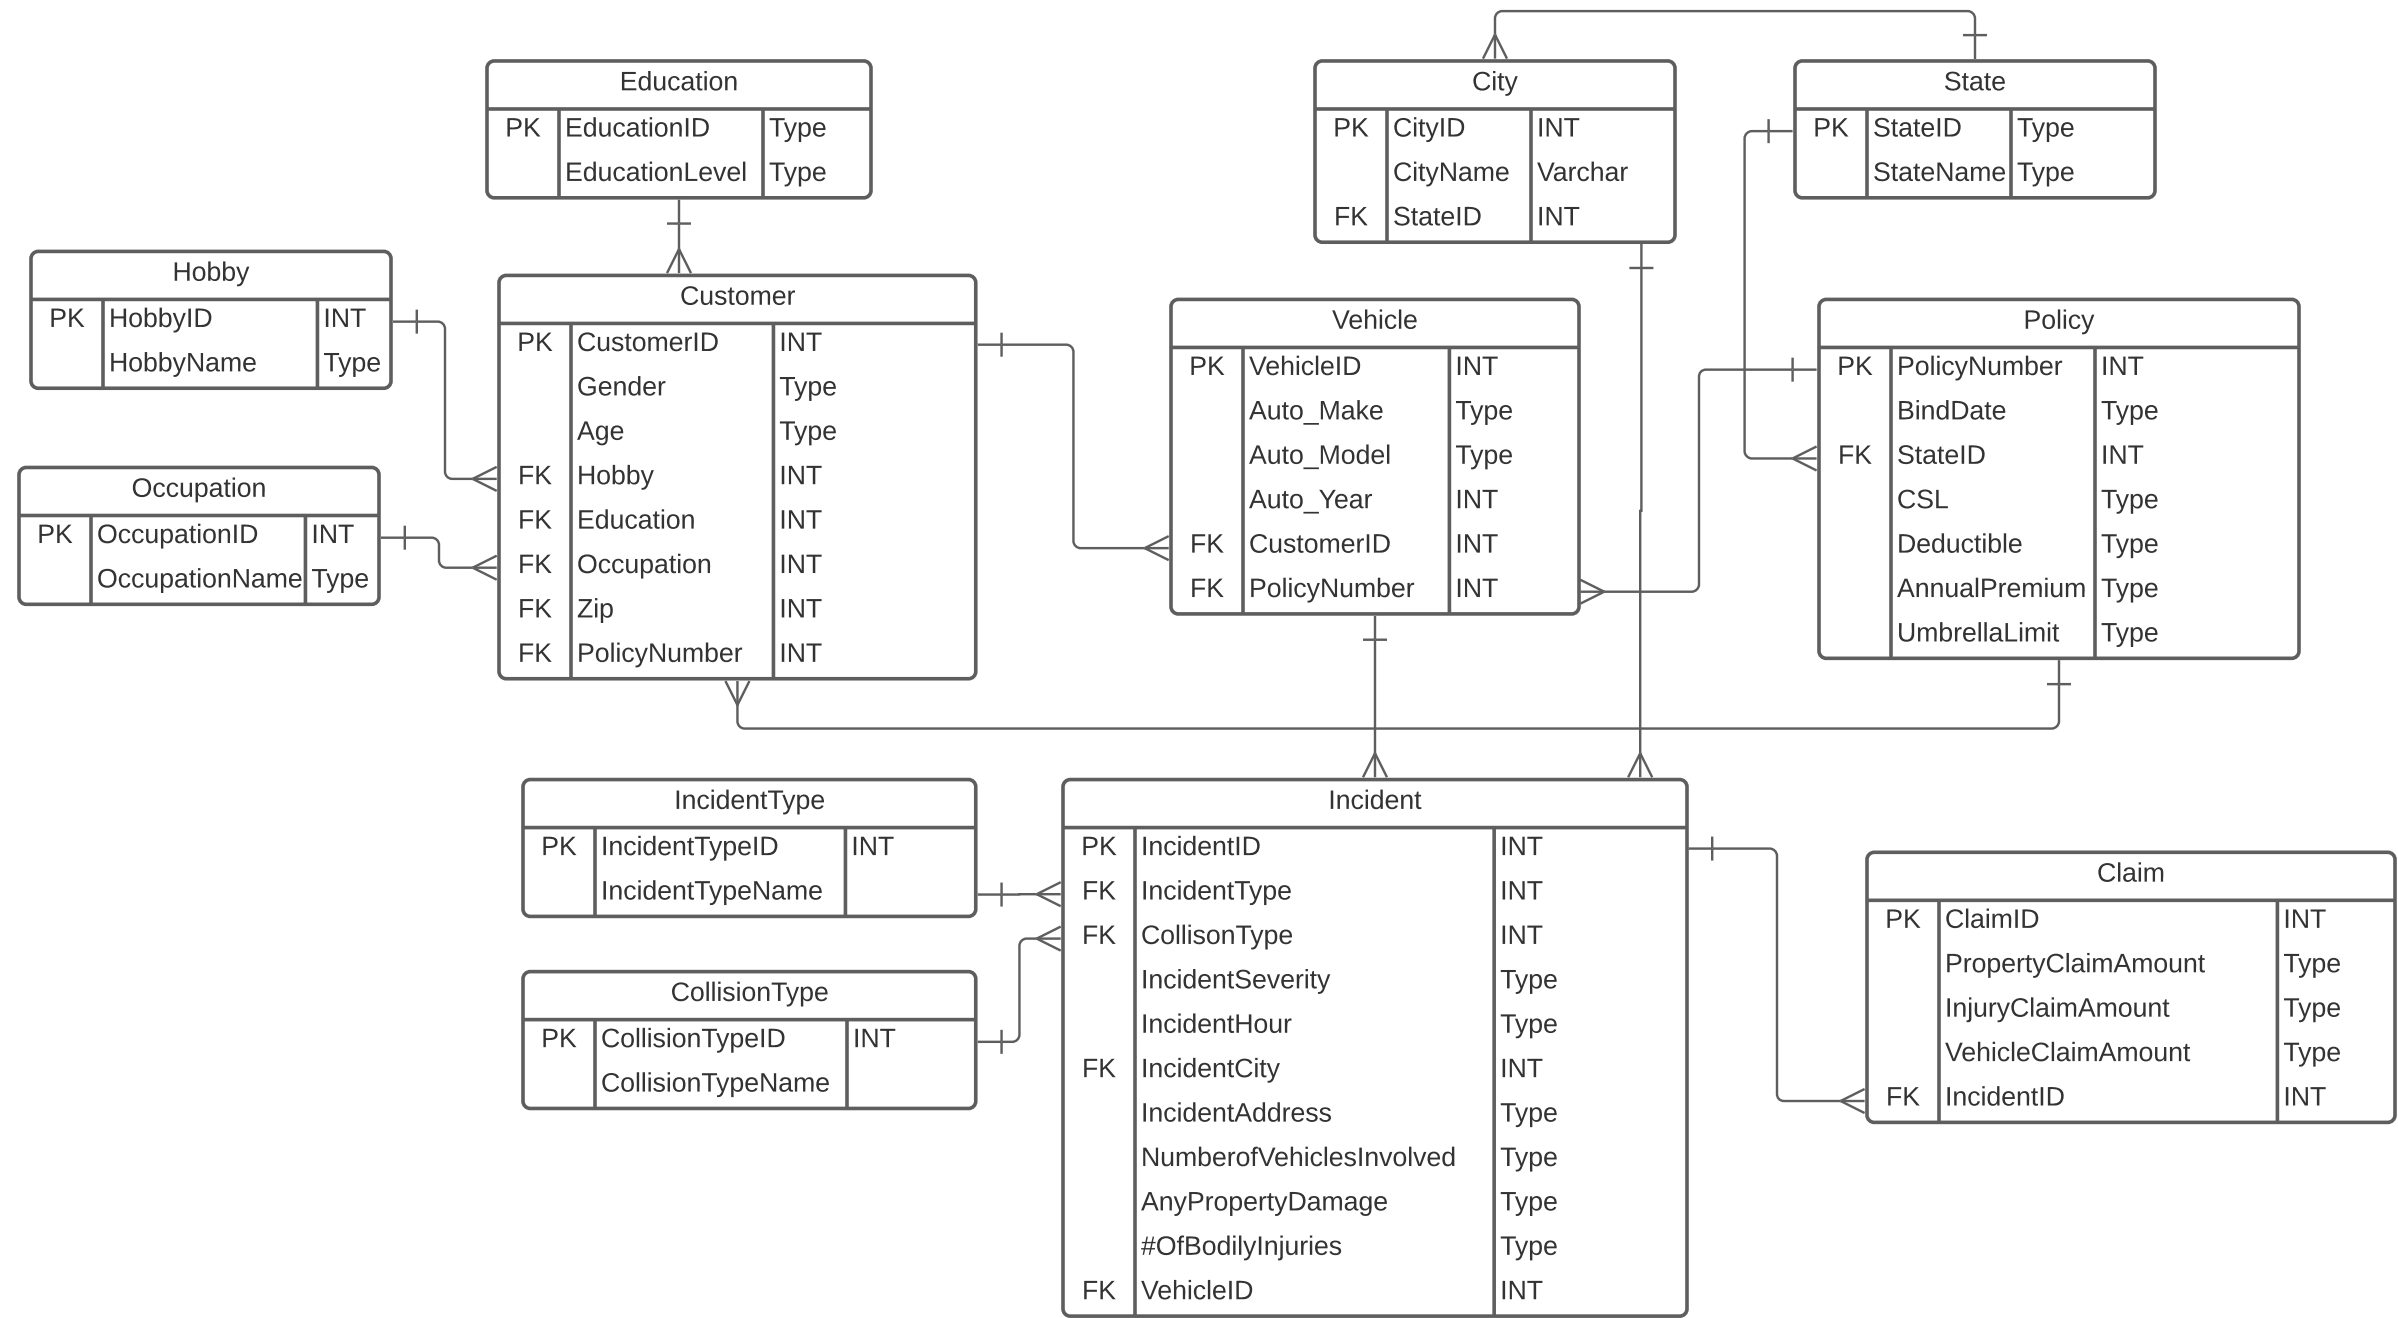 Education
PK EducationID Type
EducationLevel Type
City
PK CityID INT
CityName Varchar
FK StateID INT
State
PK StateID Type
StateName Type
Hobby
PK HobbyID INT
HobbyName Type
Customer
PK CustomerID INT
Gender Type
Age Type
FK Hobby INT
FK Education INT
FK Occupation INT
FK Zip INT
FK PolicyNumber INT
Vehicle
PK VehicleID INT
Auto_Make Type
Auto_Model Type
Auto_Year INT
FK CustomerID INT
FK PolicyNumber INT
Policy
PK PolicyNumber INT
BindDate Type
FK StateID INT
CSL Type
Deductible Type
AnnualPremium Type
UmbrellaLimit Type
Occupation
PK OccupationID INT
OccupationName Type
IncidentType
PK IncidentTypeID INT
IncidentTypeName
CollisionType
PK CollisionTypeID INT
CollisionTypeName
Incident
PK IncidentID INT
FK IncidentType INT
FK CollisonType INT
IncidentSeverity Type
IncidentHour Type
FK IncidentCity INT
IncidentAddress Type
NumberofVehiclesInvolved Type
AnyPropertyDamage Type
#OfBodilyInjuries Type
FK VehicleID INT
Claim
PK ClaimID INT
PropertyClaimAmount Type
InjuryClaimAmount Type
VehicleClaimAmount Type
FK IncidentID INT